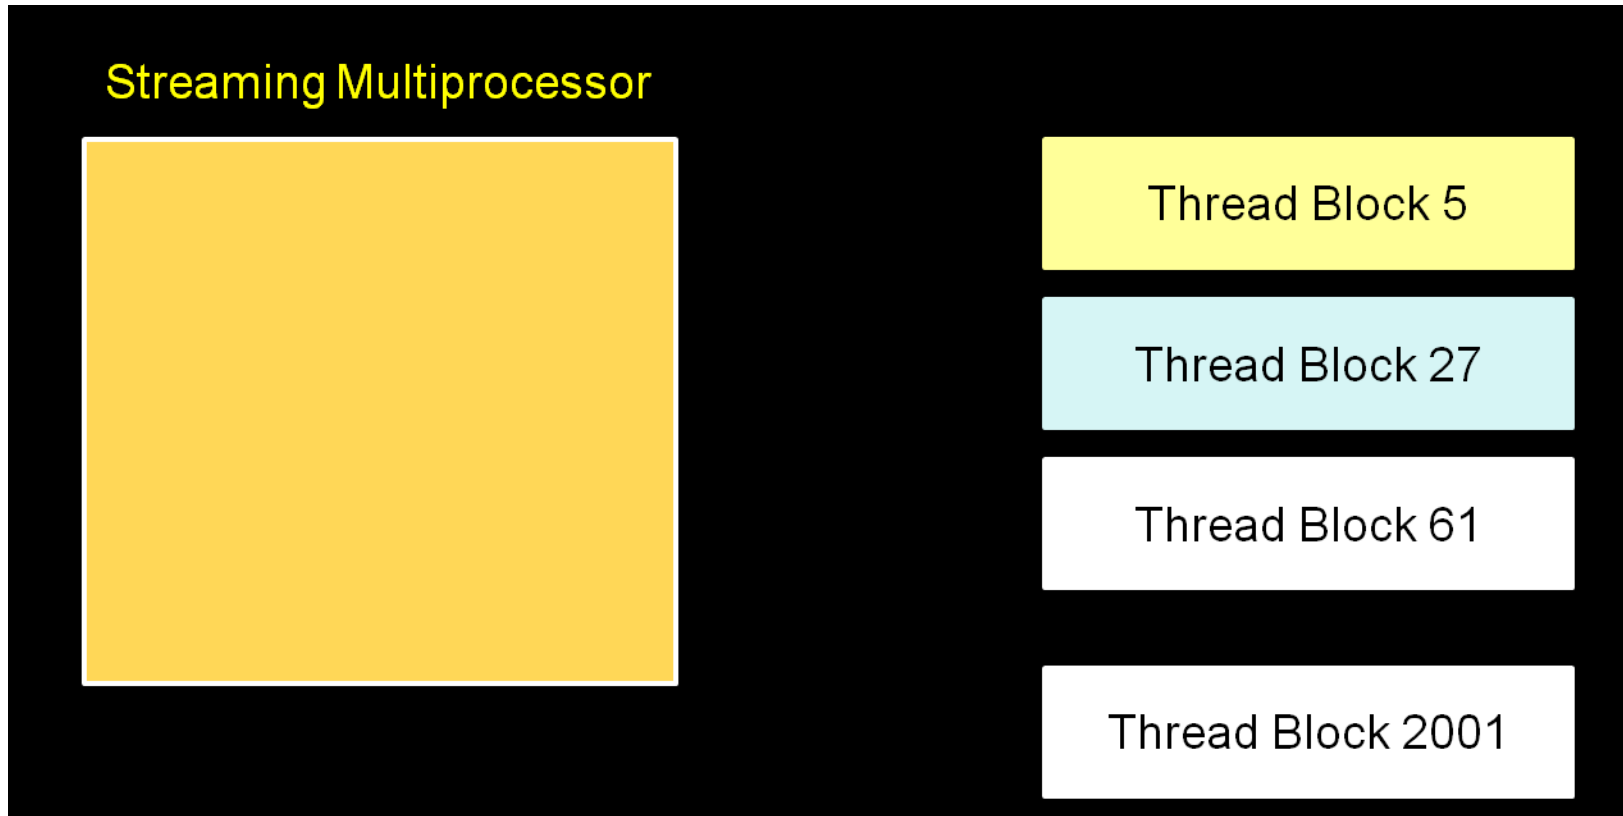 Streaming Multiprocessor
Thread Block 5
Thread Block 27
Thread Block 61
Thread Block 2001